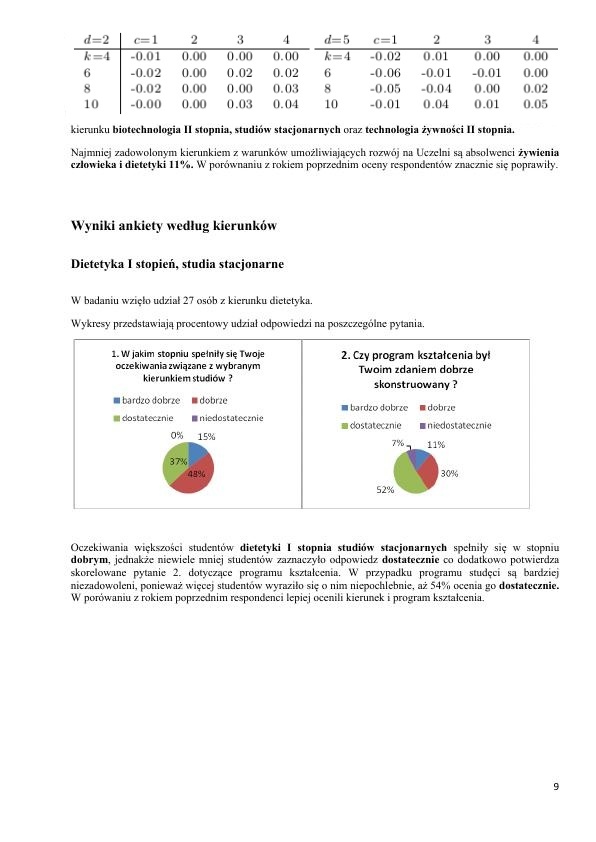 d=2 c=1 2 3 4 d=5 c=1 2 3 4
k=4 -0.01 0.00 0.00 0.00 k=4 -0.02 0.01 0.00 0.00
6 -0.02 0.00 0.02 0.02 6 -0.06 -0.01 -0.01 0.00
8 -0.02 0.00 0.00 0.03 8 -0.05 -0.04 0.00 0.02
10 -0.00 0.00 0.03 0.04 10 -0.01 0.04 0.01 0.05
kierunku biotechnologia II stopnia, studiów stacjonarnych oraz technologia żywności II stopnia.
Najmniej zadowolonym kierunkiem z warunków umożliwiających rozwój na Uczelni są absolwenci żywienia
człowieka i dietetyki 11%. W porównaniu z rokiem poprzednim oceny respondentów znacznie się poprawiły.
Wyniki ankiety według kierunków
Dietetyka I stopień, studia stacjonarne
W badaniu wzięło udział 27 osób z kierunku dietetyka.
Wykresy przedstawiają procentowy udział odpowiedzi na poszczególne pytania.
1. W jakim stopniu spełniły się Twoje
oczekiwania związane z wybranym
kierunkiem studiów ?
bardzo dobrze dobrze
dostatecznie niedostatecznie
0% 15%
37%
48%
2. Czy program kształcenia był
Twoim zdaniem dobrze
skonstruowany ?
bardzo dobrze dobrze
dostatecznie niedostatecznie
7% 11%
30%
52%
Oczekiwania większości studentów dietetyki I stopnia studiów stacjonarnych spełniły się w stopniu
dobrym, jednakże niewiele mniej studentów zaznaczyło odpowiedz dostatecznie co dodatkowo potwierdza
skorelowane pytanie 2. dotyczące programu kształcenia. W przypadku programu studęci są bardziej
niezadowoleni, ponieważ więcej studentów wyraziło się o nim niepochlebnie, aż 54% ocenia go dostatecznie.
W porówaniu z rokiem poprzednim respondenci lepiej ocenili kierunek i program kształcenia.
9